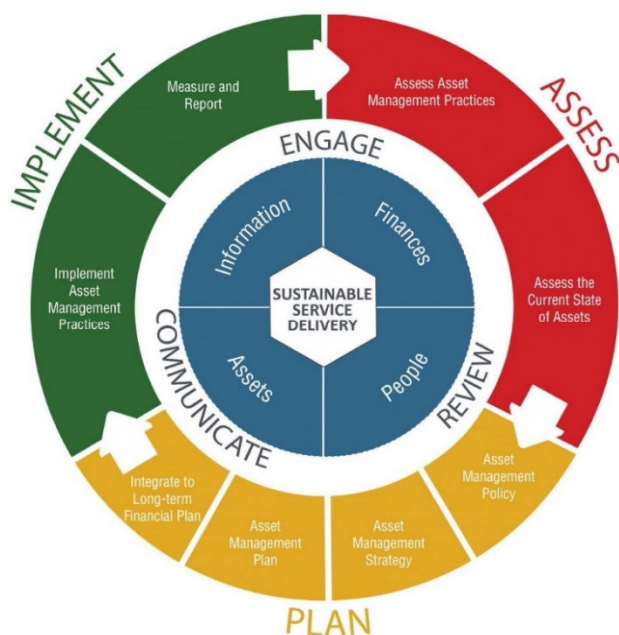 IMPLEMENT
Measure and
Report
Assess Asset
Management Practices
ASSESS
ENGAGE
Information
Finances
Implement
Asset
Management
Practices
SUSTAINABLE
SERVICE
DELIVERY
Assess the
Current State
of Assets
COMMUNICATE
Assets
People
REVIEW
Integrate to
Long-term
Financial Plan
Asset
Management
Plan
Asset
Management
Strategy
Asset
Management
Policy
PLAN